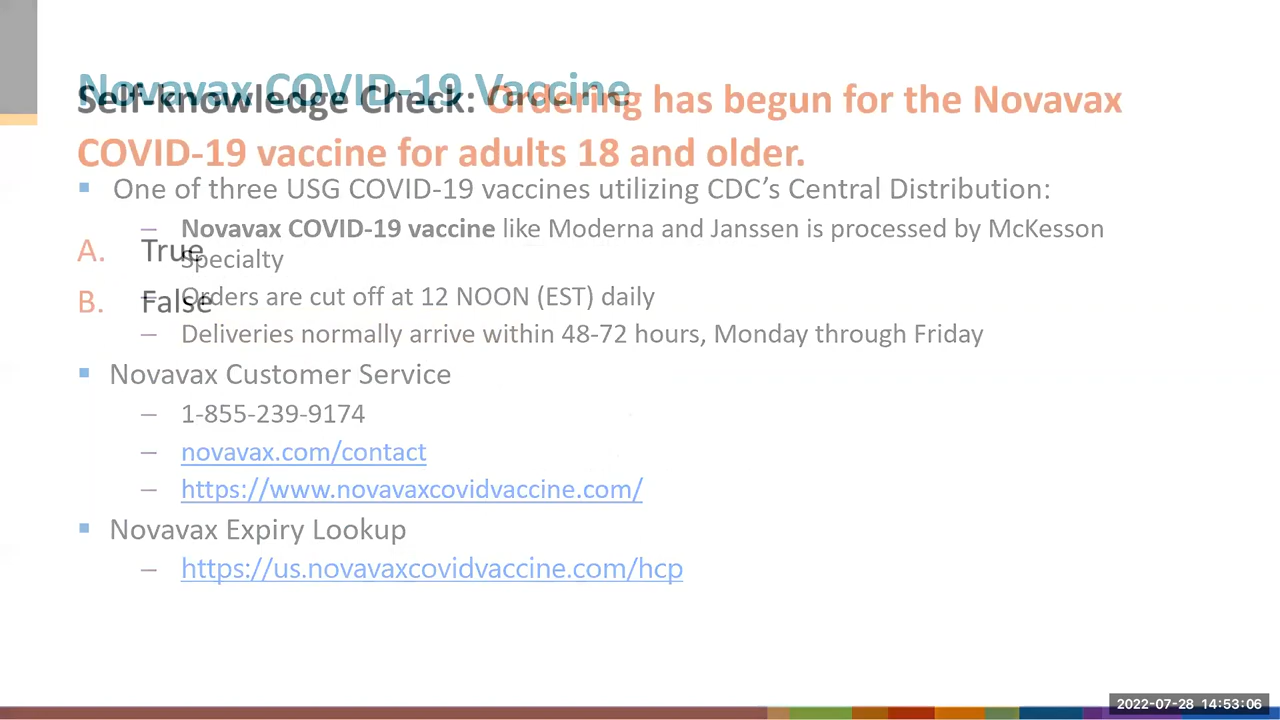 Novavax COVID-19 Vaccine
Self-knowledge Check: Ordering has begun for the Novavax
COVID-19 vaccine for adults 18 and older.
▪ One of three USG COVID-19 vaccines utilizing CDC’s Central Distribution:
– Novavax COVID-19 vaccine like Moderna and Janssen is processed by McKesson
Specialty
A. True
– Orders are cut off at 12 NOON (EST) daily
B. False
– Deliveries normally arrive within 48-72 hours, Monday through Friday
▪ Novavax Customer Service
– 1-855-239-9174
– novavax.com/contact
– https://www.novavaxcovidvaccine.com/
▪ Novavax Expiry Lookup
– https://us.novavaxcovidvaccine.com/hcp
2022-07-28 14:53:06